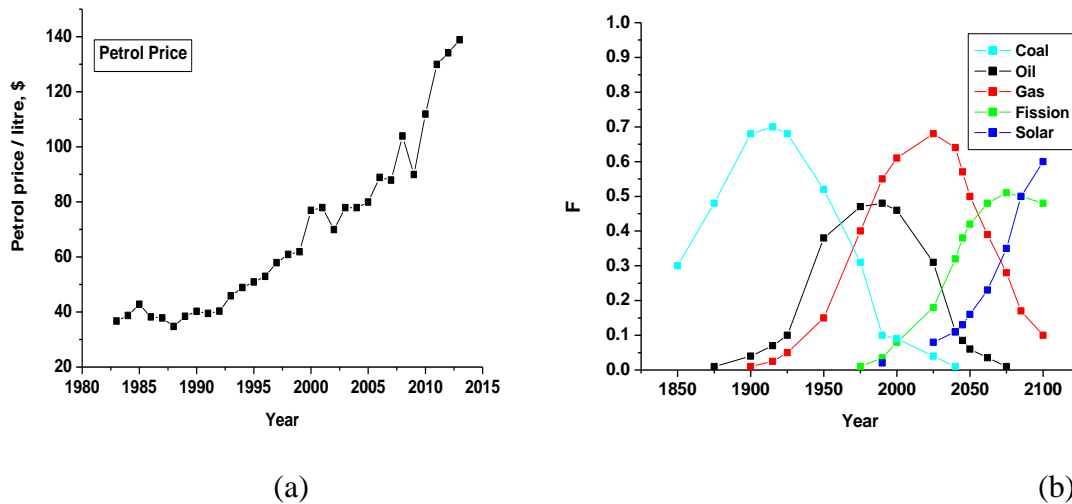 Petrol Price
Petrol price / litre, $
140
120
100
80
60
40
20
1980
1985
1990
1995
2000
2005
2010
2015
Year
(a)
F
1.0
0.9
0.8
0.7
0.6
0.5
0.4
0.3
0.2
0.1
0.0
1850
1900
1950
2000
2050
2100
Year
Coal
Oil
Gas
Fission
Solar
(b)